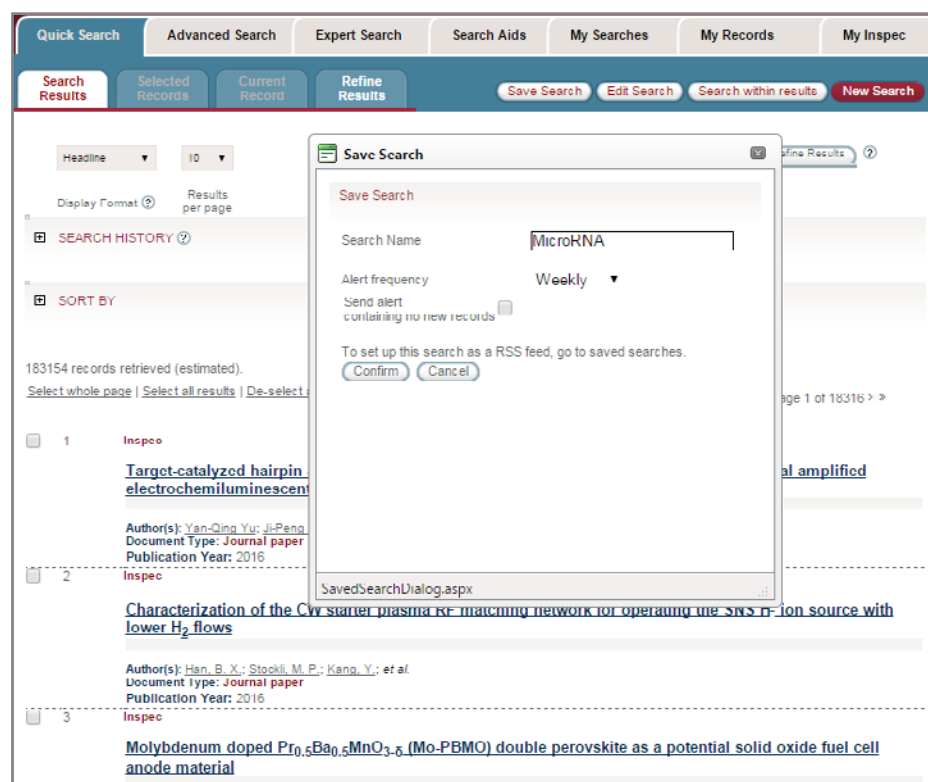 Quick Search Advanced Search Expert Search Search Aids My Searches My Records My Inspec
Search Results Selected Records Current Record Refine Results Save Search Edit Search Search within results New Search
Headline 10
Display Format ? Results per page
SEARCH HISTORY ?
SORT BY
183154 records retrieved (estimated).
Select whole page | Select all results | De-select
Page 1 of 18316 > »
efine Results ?
Save Search
Save Search
Search Name MicroRNA
Alert frequency Weekly
Send alert
containing no new records
To set up this search as a RSS feed, go to saved searches.
Confirm Cancel
SavedSearchDialog.aspx
1 Inspec
Target-catalyzed hairpin al amplified
electrochemiluminescent
Author(s): Yan-Qing Yu; Ji-Peng
Document Type: Journal paper
Publication Year: 2016
2 Inspec
Characterization of the CW starter plasma RF matching network for operating the SNS H- ion source with
lower H2 flows
Author(s): Han, B. X.; Stockli, M. P.; Kang, Y.; et al.
Document Type: Journal paper
Publication Year: 2016
3 Inspec
Molybdenum doped Pr0.5Ba0.5MnO3-δ (Mo-PBMO) double perovskite as a potential solid oxide fuel cell
anode material